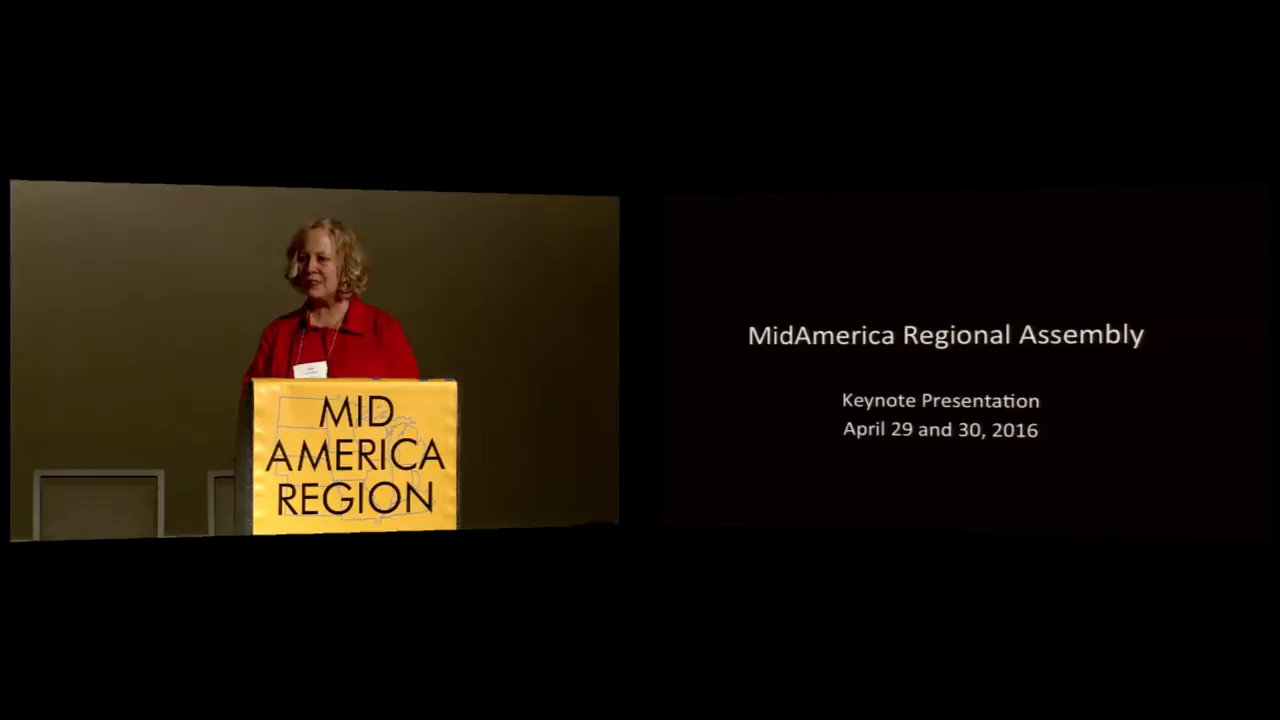 MID
AMERICA
REGION
MidAmerica Regional Assembly
Keynote Presentation
April 29 and 30, 2016